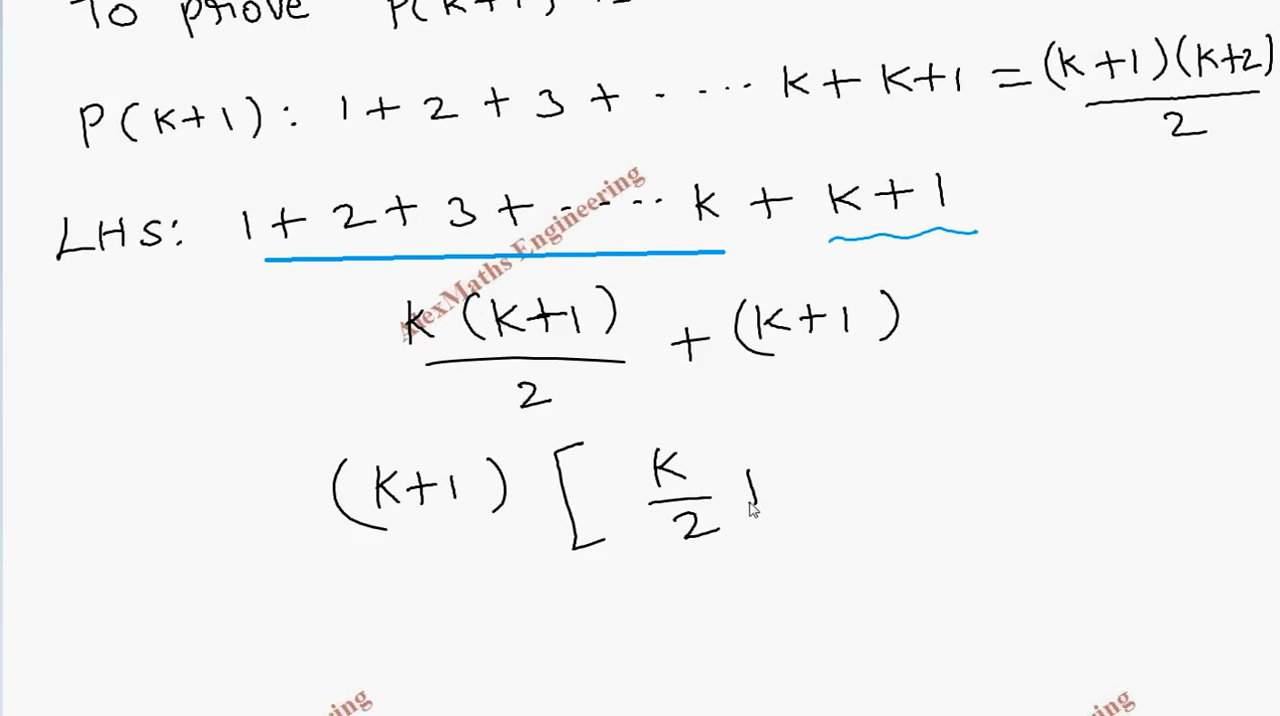 To prove P(k+1)
P(k+1): 1 + 2 + 3 + ..... k + k+1 = (k+1)(k+2)/2
LHS: 1 + 2 + 3 + ..... k + k+1
AlexMaths Engineering
k(k+1)/2 + (k+1)
(k+1) [ k/2